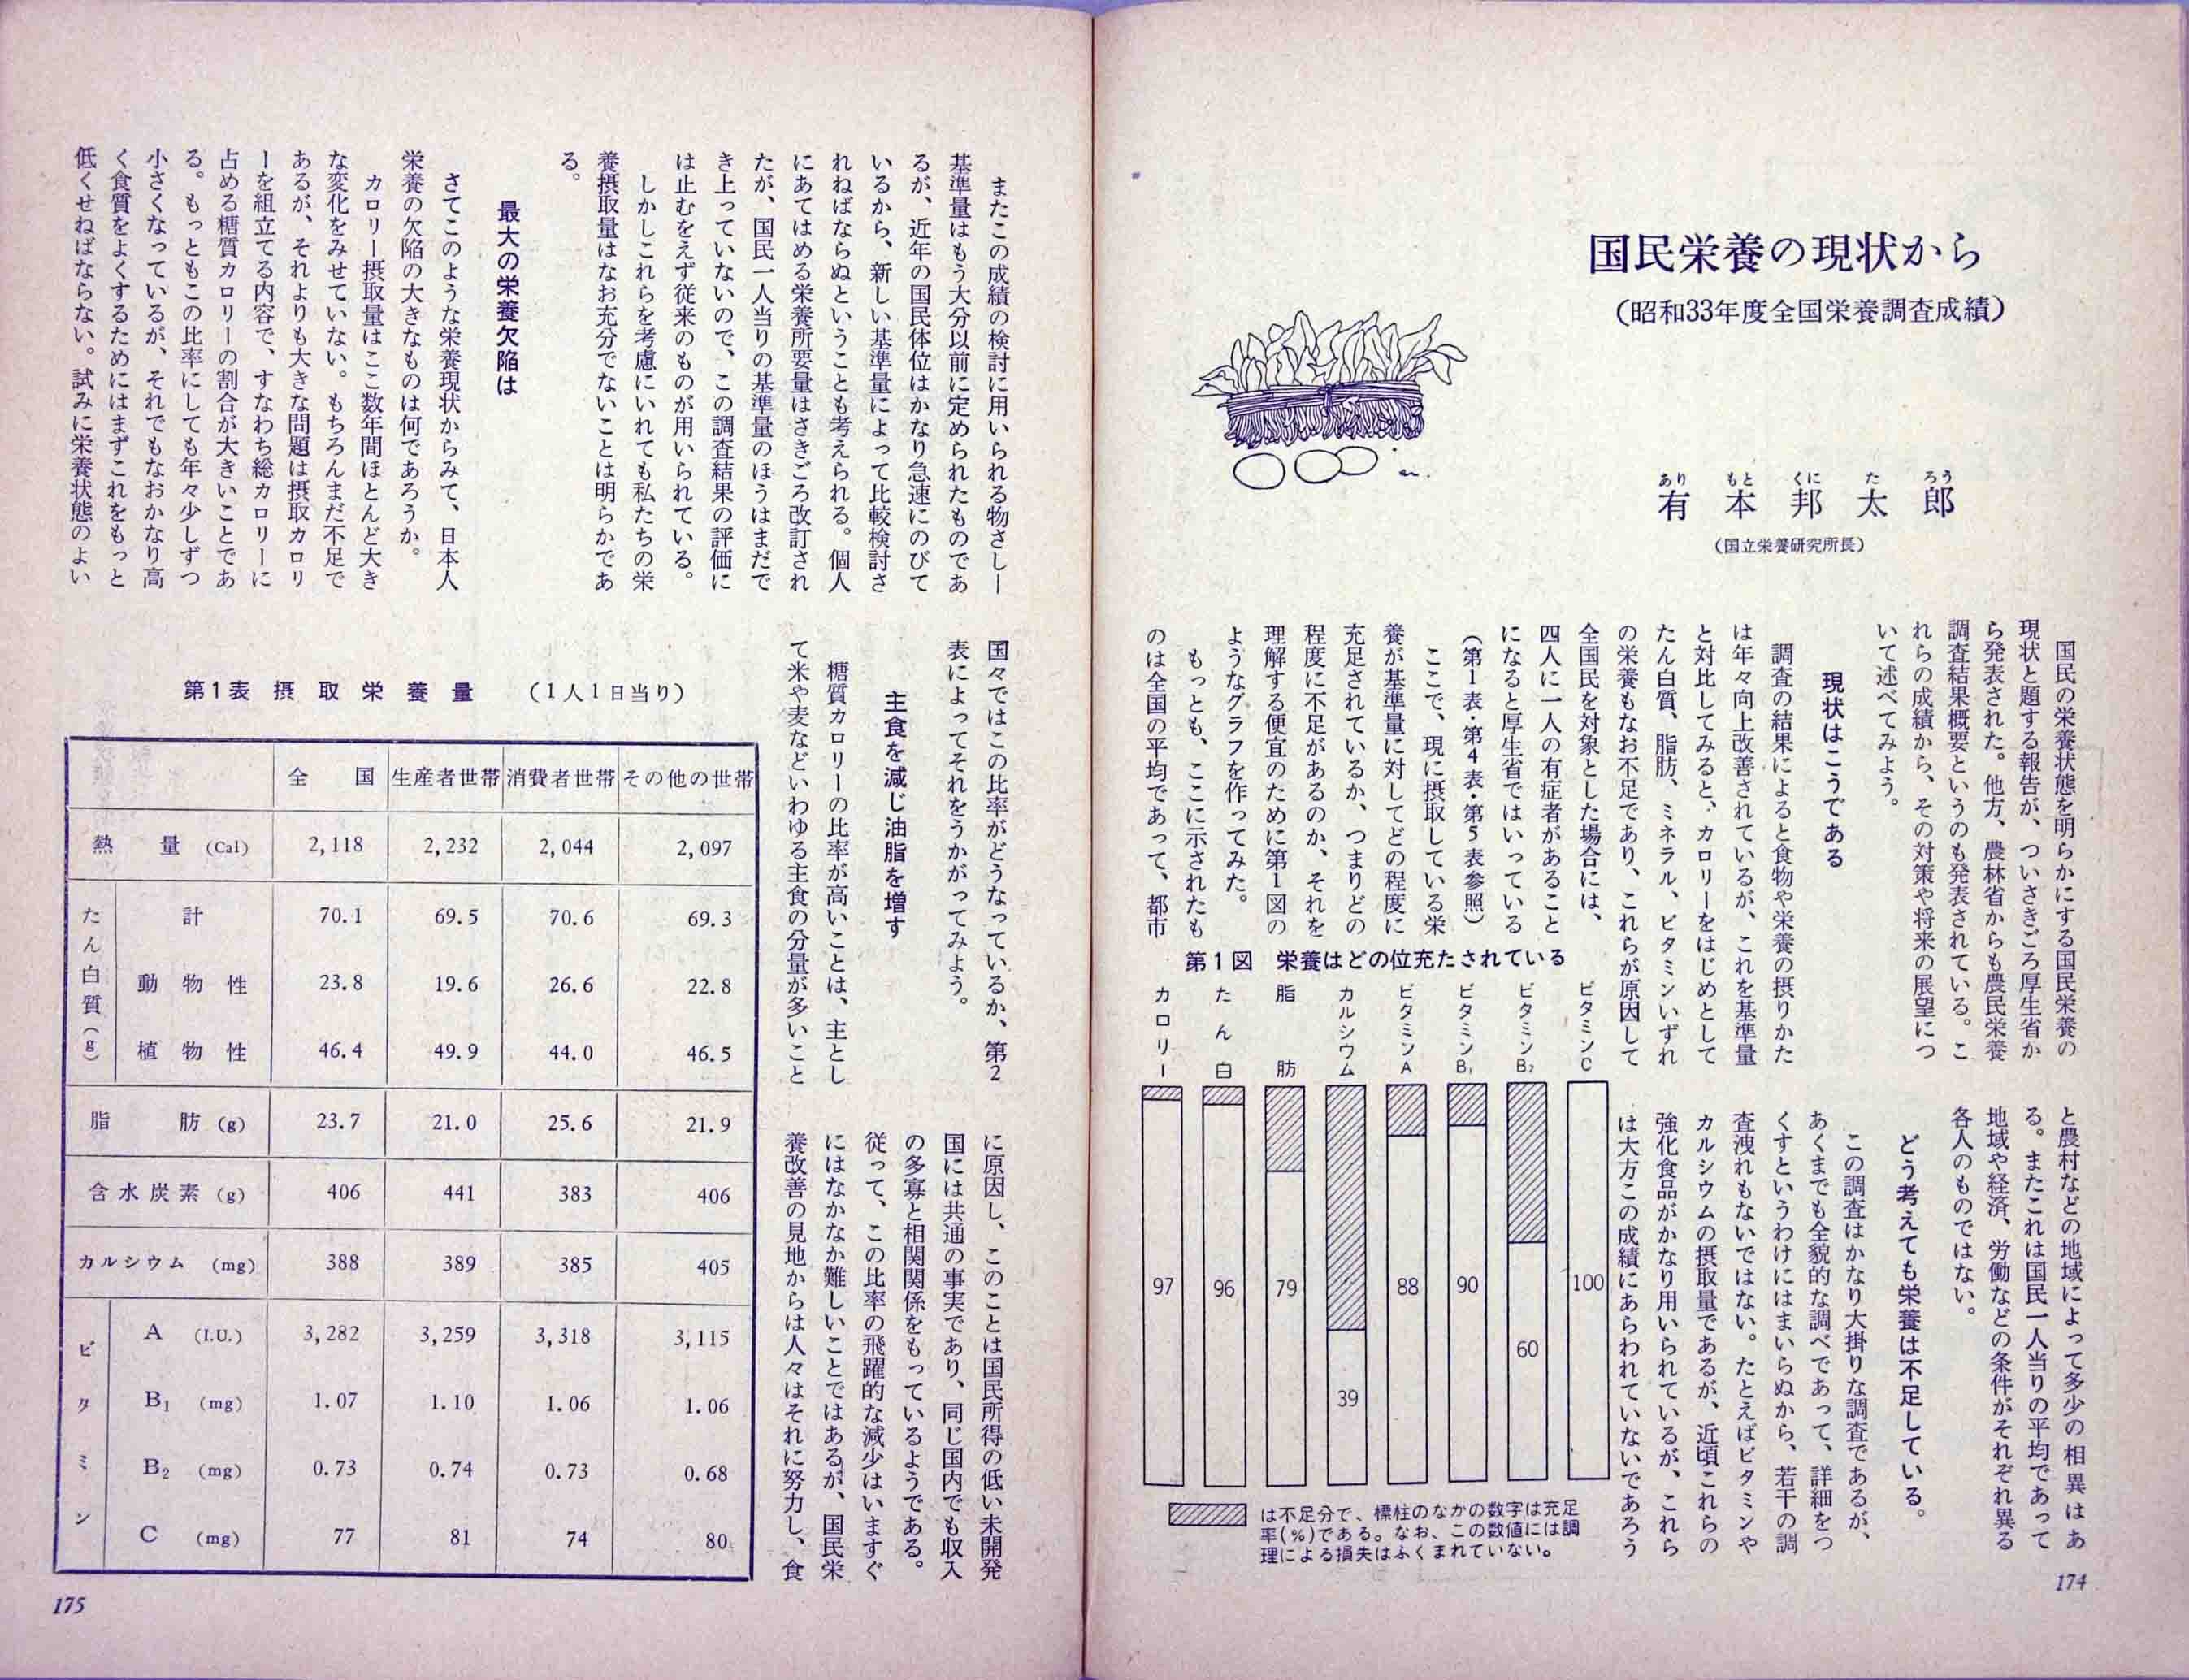 国民栄養の現状から
（昭和33年度全国栄養調査成績）
あり もと くに た ろう
有本邦太郎
（国立栄養研究所長）
国民の栄養状態を明らかにする国民栄養の
現状と題する報告が、ついさきごろ厚生省か
ら発表された。他方、農林省からも農民栄養
調査結果概要というのも発表されている。こ
れらの成績から、その対策や将来の展望につ
いて述べてみよう。
現状はこうである
調査の結果によると食物や栄養の摂りかた
は年々向上改善されているが、これを基準量
と対比してみると、カロリーをはじめとして
たん白質、脂肪、ミネラル、ビタミンいずれ
の栄養もなお不足であり、これらが原因して
全国民を対象とした場合には、
四人に一人の有症者があること
になると厚生省ではいっている
（第1表・第4表・第5表参照）
ここで、現に摂取している栄
養が基準量に対してどの程度に
充足されているか、つまりどの
程度に不足があるのか、それを
理解する便宜のために第1図の
ようなグラフを作ってみた。
もっとも、ここに示されたも
のは全国の平均であって、都市
第1図 栄養はどの位充たされている
カロリー
たん白
脂肪
カルシウム
ビタミンA
ビタミンB₁
ビタミンB₂
ビタミンC
97
96
79
39
88
90
60
100
は不足分で、標柱のなかの数字は充足
率(%)である。なお、この数値には調
理による損失はふくまれていない。
と農村などの地域によって多少の相異はあ
る。またこれは国民一人当りの平均であって
地域や経済、労働などの条件がそれぞれ異る
各人のものではない。
どう考えても栄養は不足している。
この調査はかなり大掛りな調査であるが、
あくまでも全貌的な調べであって、詳細をつ
くすというわけにはまいらぬから、若干の調
査洩れもないではない。たとえばビタミンや
カルシウムの摂取量であるが、近頃これらの
強化食品がかなり用いられているが、これら
は大方この成績にあらわれていないであろう
174
またこの成績の検討に用いられる物さしー
基準量はもう大分以前に定められたものであ
るが、近年の国民体位はかなり急速にのびて
いるから、新しい基準量によって比較検討さ
れねばならぬということも考えられる。個人
にあてはめる栄養所要量はさきごろ改訂され
たが、国民一人当りの基準量のほうはまだで
き上っていないので、この調査結果の評価に
は止むをえず従来のものが用いられている。
しかしこれらを考慮にいれても私たちの栄
養摂取量はなお充分でないことは明らかであ
る。
最大の栄養欠陥は
さてこのような栄養現状からみて、日本人
栄養の欠陥の大きなものは何であろうか。
カロリー摂取量はここ数年間ほとんど大き
な変化をみせていない。もちろんまだ不足で
あるが、それよりも大きな問題は摂取カロリ
ーを組立てる内容で、すなわち総カロリーに
占める糖質カロリーの割合が大きいことであ
る。もっともこの比率にしても年々少しずつ
小さくなっているが、それでもなおかなり高
く食質をよくするためにはまずこれをもっと
低くせねばならない。試みに栄養状態のよい
国々ではこの比率がどうなっているか、第2
表によってそれをうかがってみよう。
主食を減じ油脂を増す
糖質カロリーの比率が高いことは、主とし
て米や麦などいわゆる主食の分量が多いこと
に原因し、このことは国民所得の低い未開発
国には共通の事実であり、同じ国内でも収入
の多寡と相関関係をもっているようである。
従って、この比率の飛躍的な減少はいますぐ
にはなかなか難しいことではあるが、国民栄
養改善の見地からは人々はそれに努力し、食
第1表 摂取栄養量 （1人1日当り）
全国 生産者世帯 消費者世帯 その他の世帯
熱量 (Cal) 2,118 2,232 2,044 2,097
たん白質(g)
計 70.1 69.5 70.6 69.3
動物性 23.8 19.6 26.6 22.8
植物性 46.4 49.9 44.0 46.5
脂肪 (g) 23.7 21.0 25.6 21.9
含水炭素 (g) 406 441 383 406
カルシウム (mg) 388 389 385 405
ビタミン
A (I.U.) 3,282 3,259 3,318 3,115
B₁ (mg) 1.07 1.10 1.06 1.06
B₂ (mg) 0.73 0.74 0.73 0.68
C (mg) 77 81 74 80
175